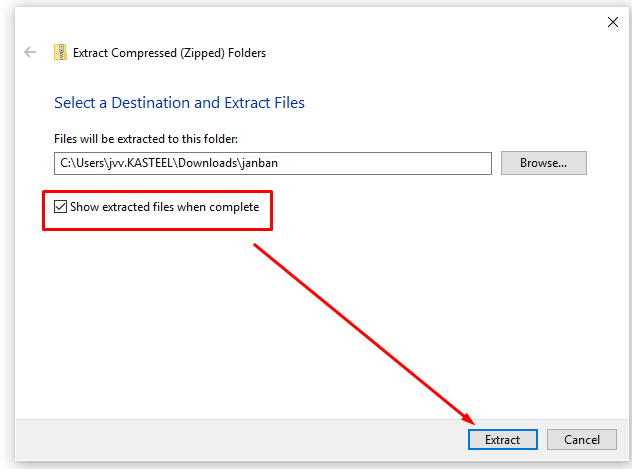 Extract Compressed (Zipped) Folders
Select a Destination and Extract Files
Files will be extracted to this folder:
C:\Users\jvv.KASTEEL\Downloads\janban
Browse...
Show extracted files when complete
Extract
Cancel